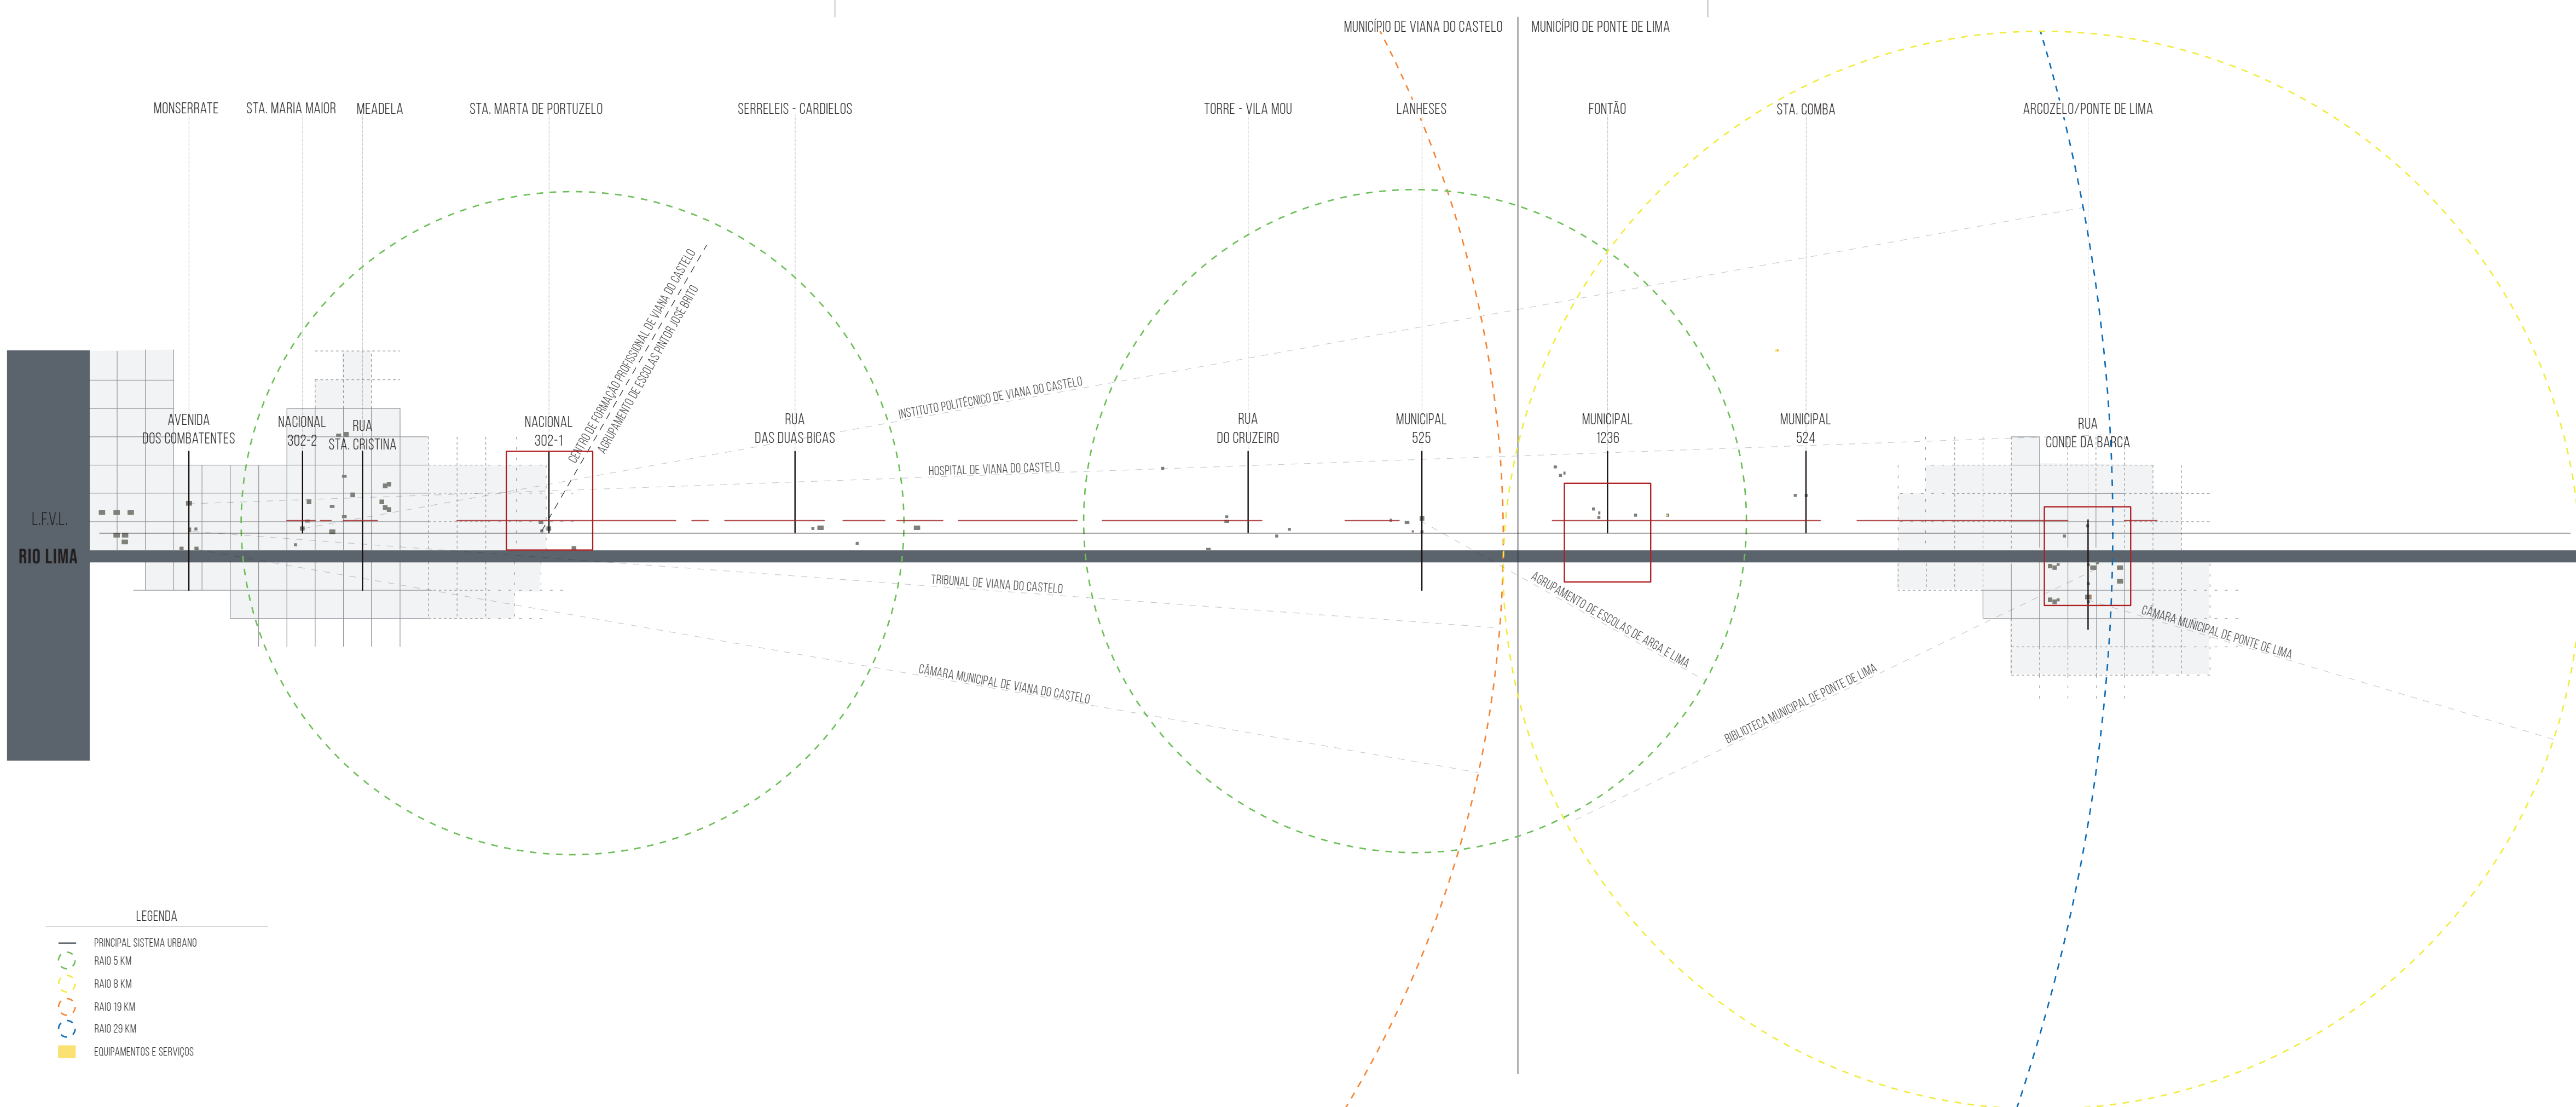 MUNICÍPIO DE VIANA DO CASTELO
MUNICÍPIO DE PONTE DE LIMA
MONSERRATE
STA. MARIA MAIOR
MEADELA
STA. MARTA DE PORTUZELO
SERRELEIS - CARDIELOS
TORRE - VILA MOU
LANHESES
FONTÃO
STA. COMBA
ARCOZELO/PONTE DE LIMA
CENTRO DE FORMAÇÃO PROFISSIONAL DE VIANA DO CASTELO
AGRUPAMENTO DE ESCOLAS PINTOR JOSÉ BRITO
INSTITUTO POLITÉCNICO DE VIANA DO CASTELO
AVENIDA
DOS COMBATENTES
NACIONAL
302-2
RUA
STA. CRISTINA
NACIONAL
302-1
RUA
DAS DUAS BICAS
RUA
DO CRUZEIRO
MUNICIPAL
525
MUNICIPAL
1236
MUNICIPAL
524
RUA
CONDE DA BARCA
HOSPITAL DE VIANA DO CASTELO
L.F.V.L.
RIO LIMA
TRIBUNAL DE VIANA DO CASTELO
AGRUPAMENTO DE ESCOLAS DE ARGA E LIMA
CÂMARA MUNICIPAL DE PONTE DE LIMA
CÂMARA MUNICIPAL DE VIANA DO CASTELO
BIBLIOTECA MUNICIPAL DE PONTE DE LIMA
LEGENDA
PRINCIPAL SISTEMA URBANO
RAIO 5 KM
RAIO 8 KM
RAIO 19 KM
RAIO 29 KM
EQUIPAMENTOS E SERVIÇOS